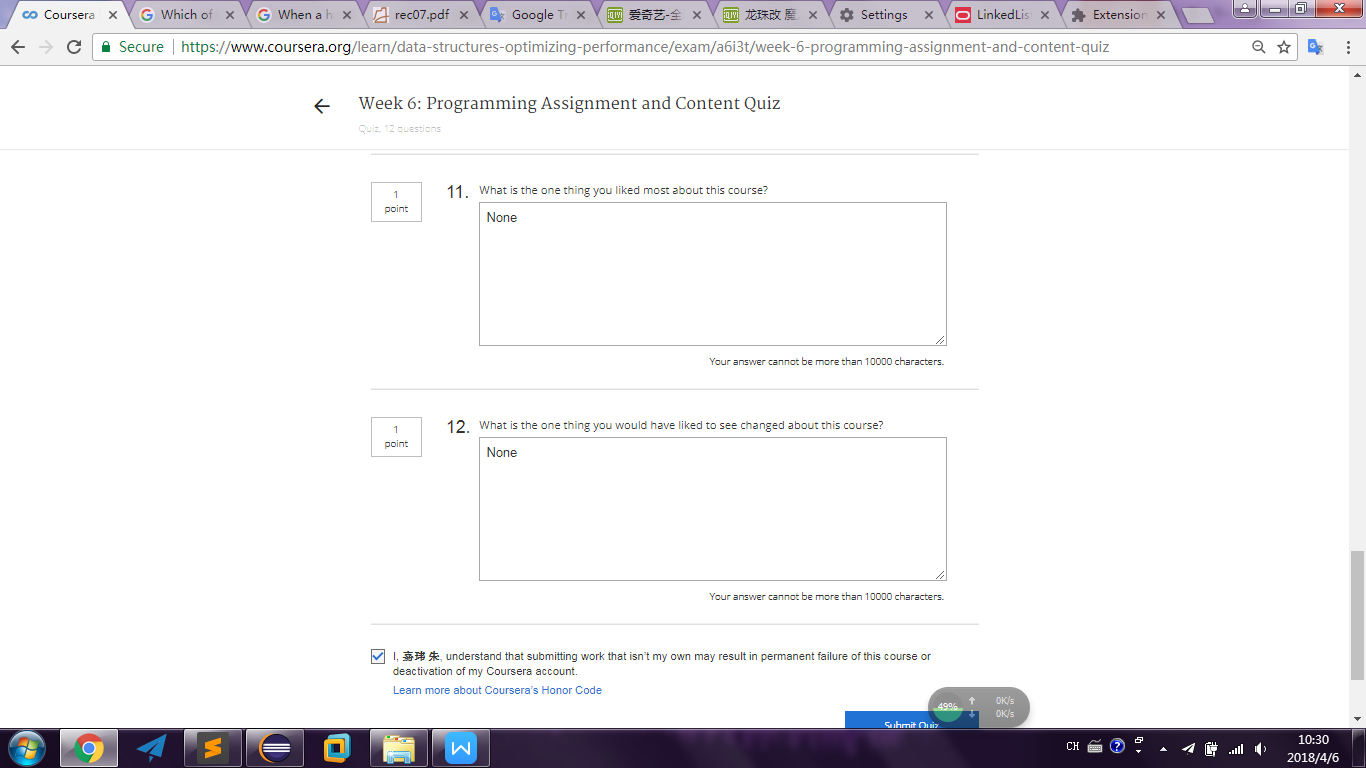 Coursera
Which of
When a h
rec07.pdf
Google Tr
爱奇艺-全
龙珠改 魔
Settings
LinkedLis
Extension
Secure
https://www.coursera.org/learn/data-structures-optimizing-performance/exam/a6i3t/week-6-programming-assignment-and-content-quiz
Week 6: Programming Assignment and Content Quiz
Quiz, 12 questions
1
point
11.
What is the one thing you liked most about this course?
None
Your answer cannot be more than 10000 characters.
1
point
12.
What is the one thing you would have liked to see changed about this course?
None
Your answer cannot be more than 10000 characters.
I, 嘉玮 朱, understand that submitting work that isn't my own may result in permanent failure of this course or
deactivation of my Coursera account.
Learn more about Coursera's Honor Code
Submit Quiz
49%
0K/s
0K/s
CH
10:30
2018/4/6